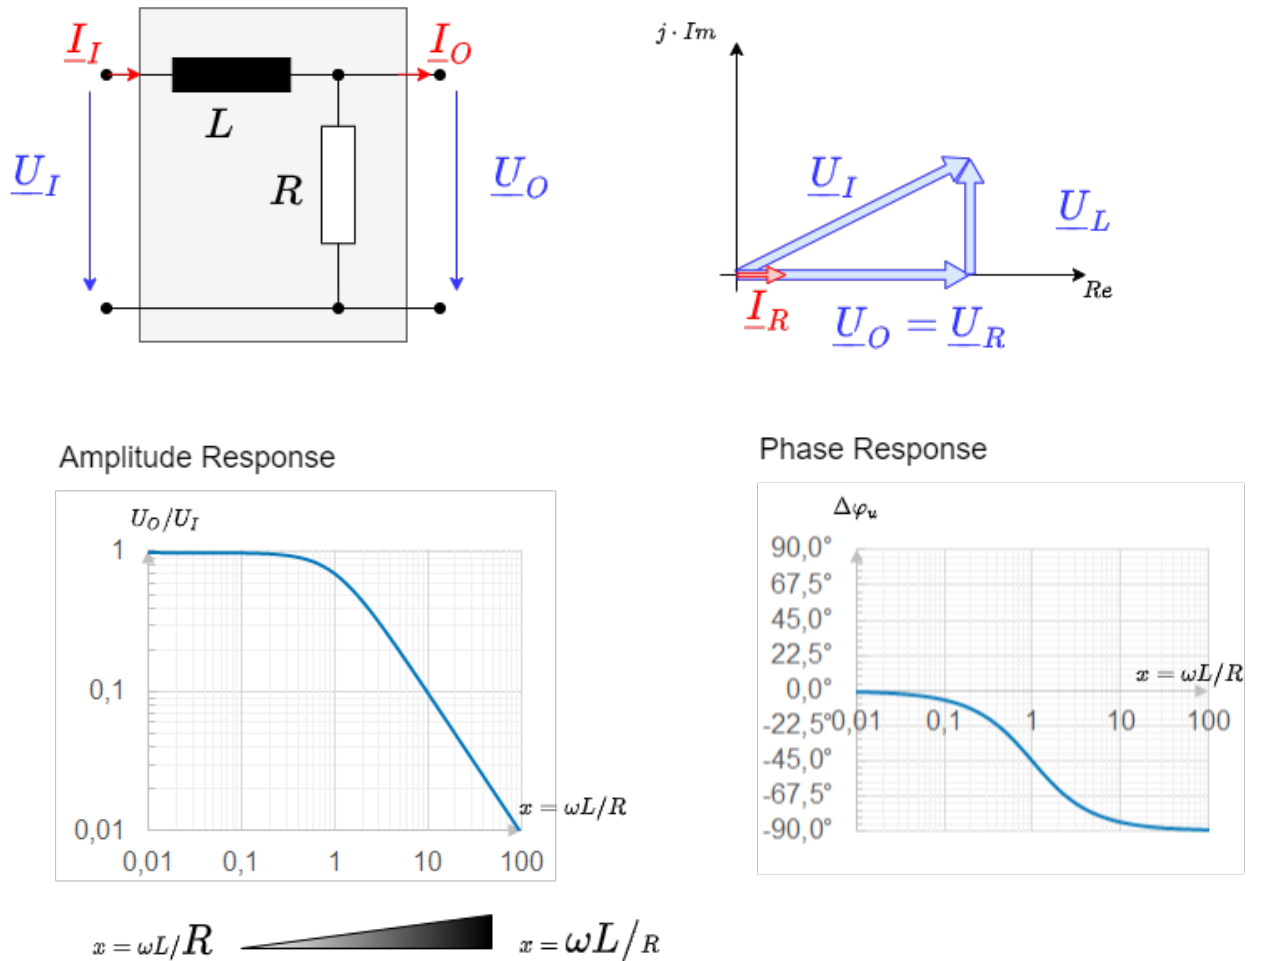 I_I
I_O
L
U_I
R
U_O
j · Im
U_I
U_L
Re
I_R
U_O = U_R
Amplitude Response
U_O/U_I
1
0,1
0,01
x = ωL/R
0,01 0,1 1 10 100
Phase Response
Δφ_u
90,0°
67,5°
45,0°
22,5°
x = ωL/R
0,0°
-22,5° 0,01 0,1 1 10 100
-45,0°
-67,5°
-90,0°
x = ωL/R x = ωL/R